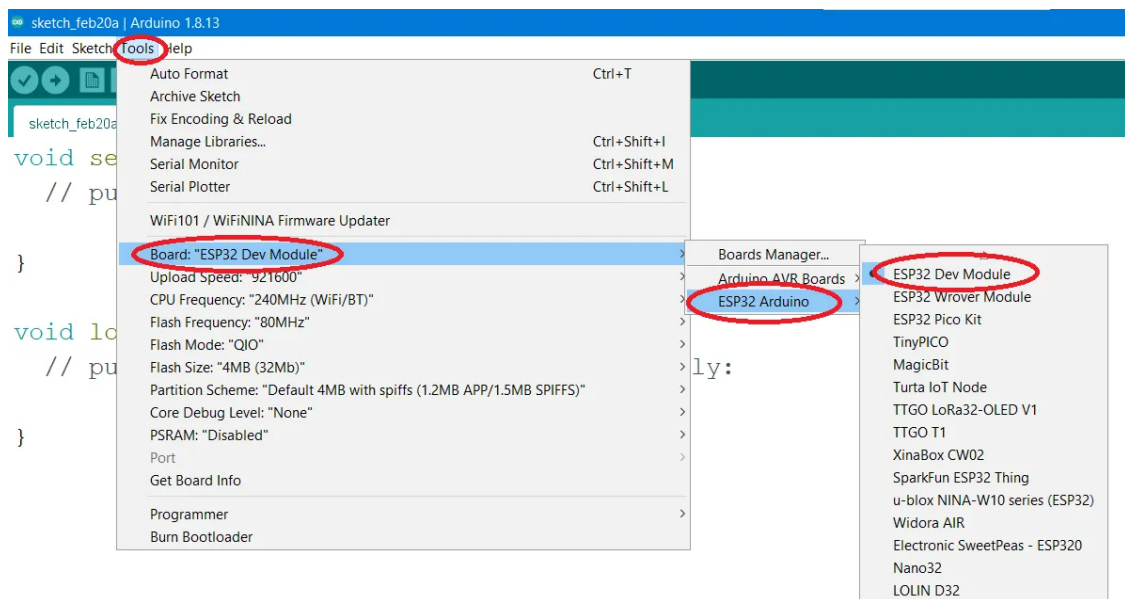 sketch_feb20a | Arduino 1.8.13
File Edit Sketch Tools Help
sketch_feb20a
void se
// pu
}
void lo
// pu
ly:
}
Auto Format Ctrl+T
Archive Sketch
Fix Encoding & Reload
Manage Libraries... Ctrl+Shift+I
Serial Monitor Ctrl+Shift+M
Serial Plotter Ctrl+Shift+L
WiFi101 / WiFiNINA Firmware Updater
Board: "ESP32 Dev Module"
Upload Speed: "921600"
CPU Frequency: "240MHz (WiFi/BT)"
Flash Frequency: "80MHz"
Flash Mode: "QIO"
Flash Size: "4MB (32Mb)"
Partition Scheme: "Default 4MB with spiffs (1.2MB APP/1.5MB SPIFFS)"
Core Debug Level: "None"
PSRAM: "Disabled"
Port
Get Board Info
Programmer
Burn Bootloader
Boards Manager...
Arduino AVR Boards
ESP32 Arduino
ESP32 Dev Module
ESP32 Wrover Module
ESP32 Pico Kit
TinyPICO
MagicBit
Turta IoT Node
TTGO LoRa32-OLED V1
TTGO T1
XinaBox CW02
SparkFun ESP32 Thing
u-blox NINA-W10 series (ESP32)
Widora AIR
Electronic SweetPeas - ESP320
Nano32
LOLIN D32